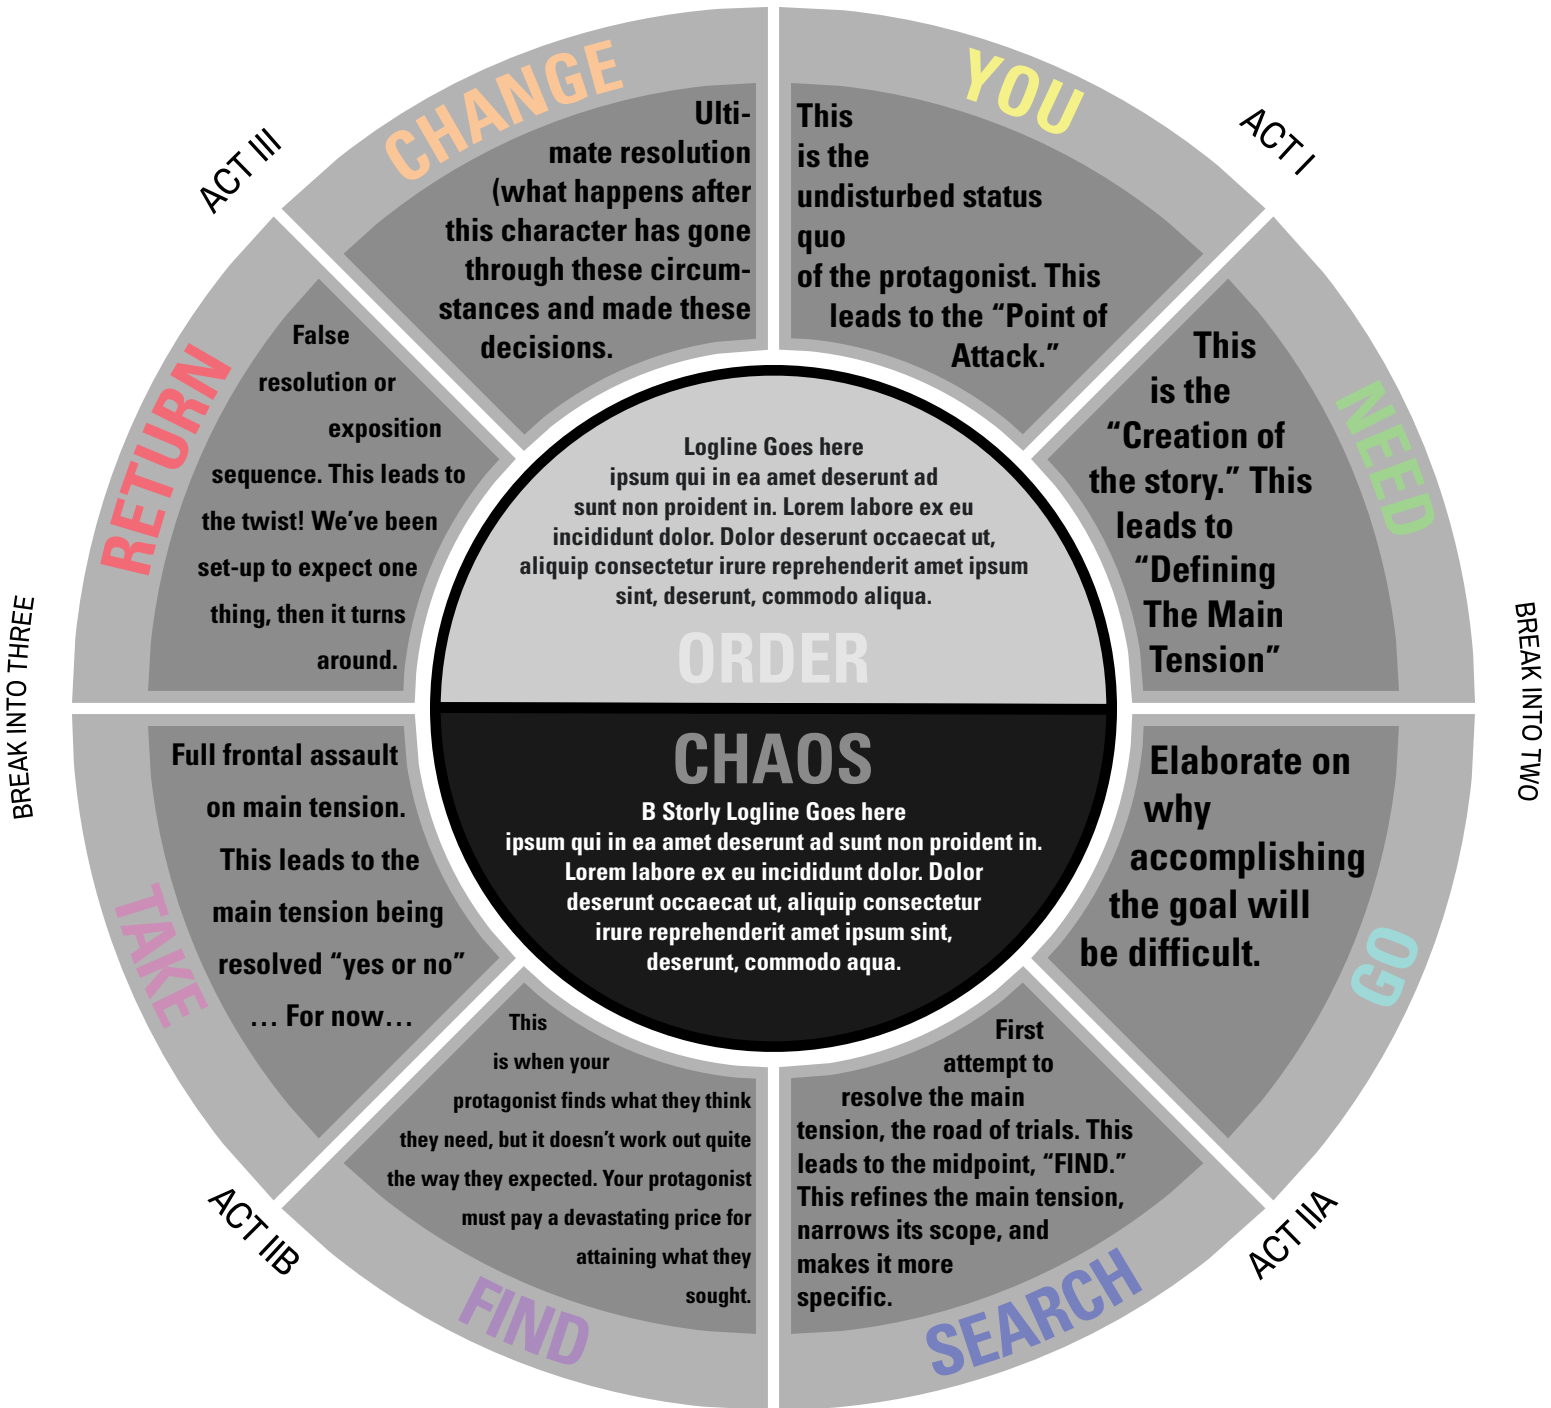 YOU
This
is the
undisturbed status
quo
of the protagonist. This
leads to the “Point of
Attack.”
ACT I
NEED
This
is the
“Creation of
the story.” This
leads to
“Defining
The Main
Tension”
BREAK INTO TWO
GO
Elaborate on
why
accomplishing
the goal will
be difficult.
ACT IIA
SEARCH
First
attempt to
resolve the main
tension, the road of trials. This
leads to the midpoint, “FIND.”
This refines the main tension,
narrows its scope, and
makes it more
specific.
FIND
This
is when your
protagonist finds what they think
they need, but it doesn’t work out quite
the way they expected. Your protagonist
must pay a devastating price for
attaining what they
sought.
ACT IIB
TAKE
Full frontal assault
on main tension.
This leads to the
main tension being
resolved “yes or no”
… For now…
BREAK INTO THREE
RETURN
False
resolution or
exposition
sequence. This leads to
the twist! We’ve been
set-up to expect one
thing, then it turns
around.
ACT III
CHANGE
Ulti-
mate resolution
(what happens after
this character has gone
through these circum-
stances and made these
decisions.
Logline Goes here
ipsum qui in ea amet deserunt ad
sunt non proident in. Lorem labore ex eu
incididunt dolor. Dolor deserunt occaecat ut,
aliquip consectetur irure reprehenderit amet ipsum
sint, deserunt, commodo aliqua.
ORDER
CHAOS
B Storly Logline Goes here
ipsum qui in ea amet deserunt ad sunt non proident in.
Lorem labore ex eu incididunt dolor. Dolor
deserunt occaecat ut, aliquip consectetur
irure reprehenderit amet ipsum sint,
deserunt, commodo aqua.